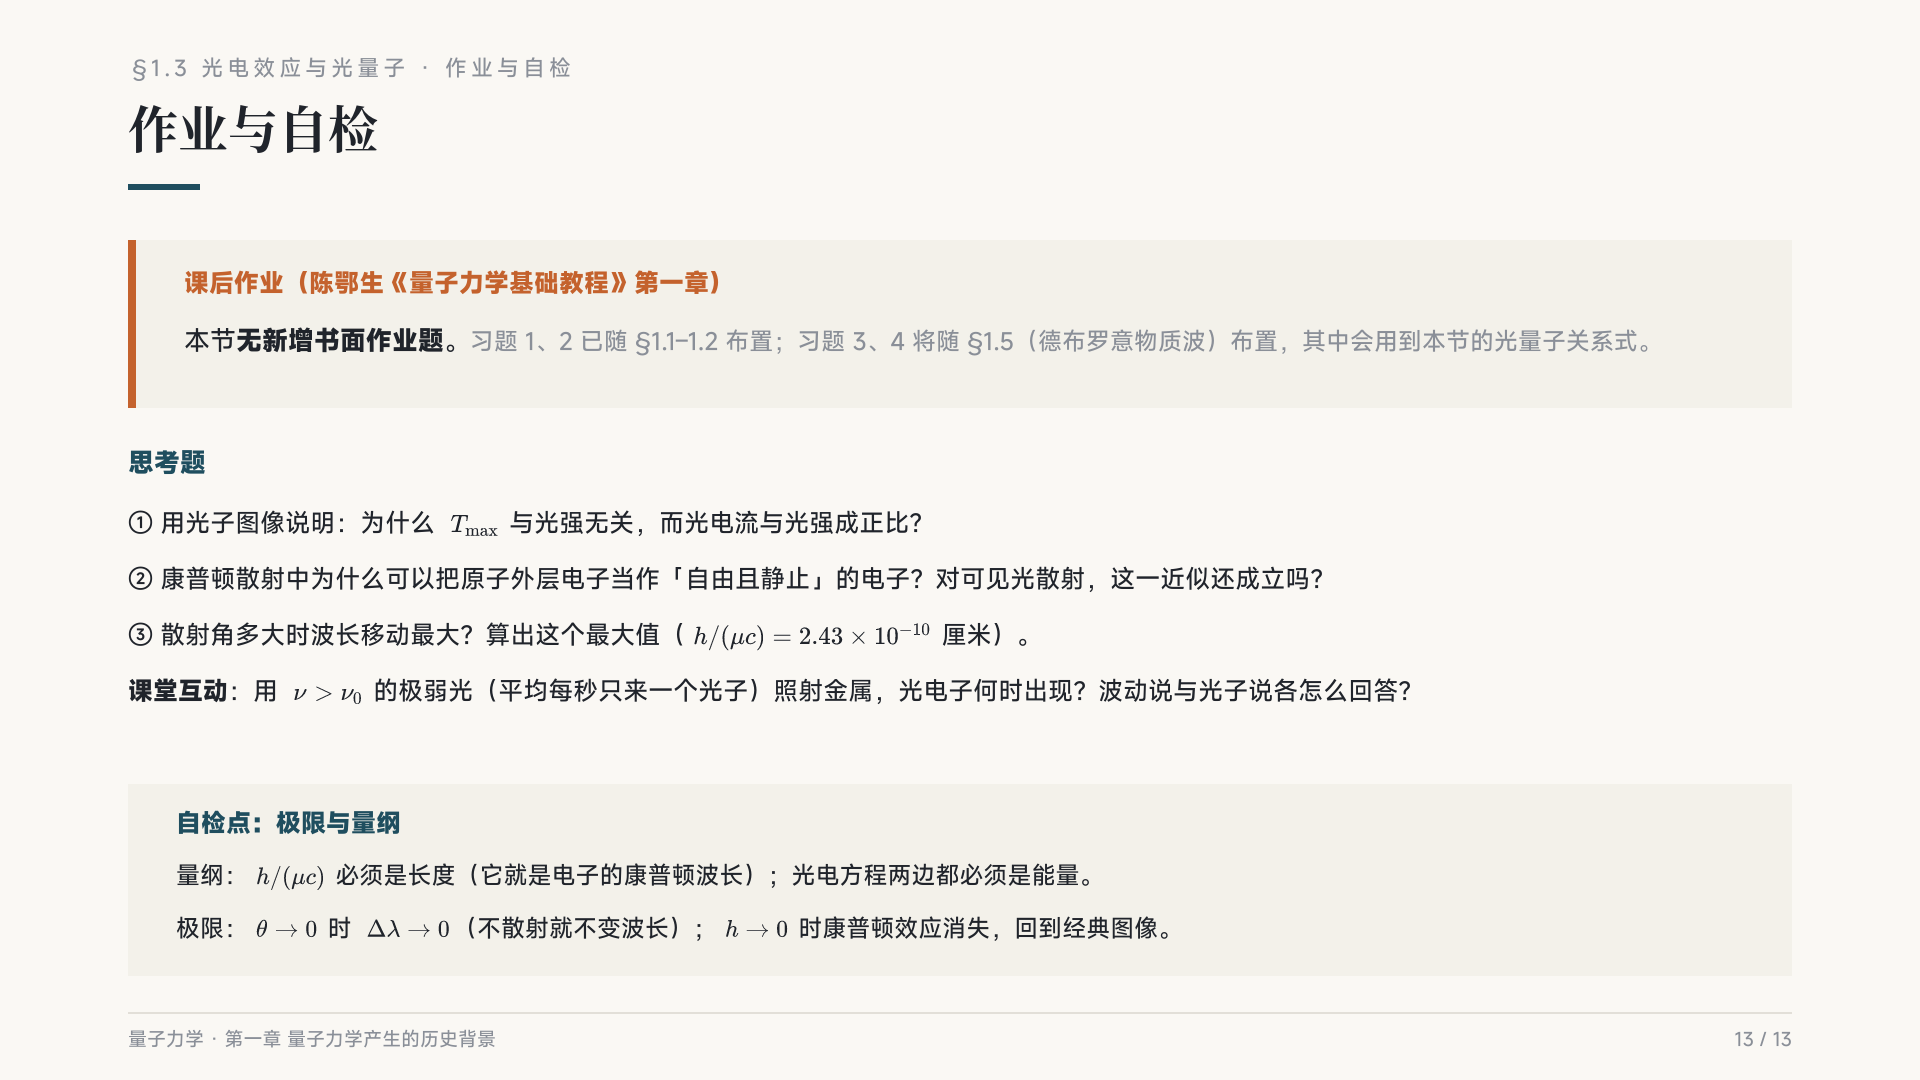 §1.3 光电效应与光量子 · 作业与自检
作业与自检
课后作业（陈鄂生《量子力学基础教程》第一章）
本节无新增书面作业题。习题 1、2 已随 §1.1–1.2 布置；习题 3、4 将随 §1.5（德布罗意物质波）布置，其中会用到本节的光量子关系式。
思考题
① 用光子图像说明：为什么 T_max 与光强无关，而光电流与光强成正比？
② 康普顿散射中为什么可以把原子外层电子当作「自由且静止」的电子？对可见光散射，这一近似还成立吗？
③ 散射角多大时波长移动最大？算出这个最大值（ h/(μc) = 2.43 × 10⁻¹⁰ 厘米）。
课堂互动：用 ν > ν₀ 的极弱光（平均每秒只来一个光子）照射金属，光电子何时出现？波动说与光子说各怎么回答？
自检点：极限与量纲
量纲： h/(μc) 必须是长度（它就是电子的康普顿波长）；光电方程两边都必须是能量。
极限： θ → 0 时 Δλ → 0（不散射就不变波长）； h → 0 时康普顿效应消失，回到经典图像。
量子力学 · 第一章 量子力学产生的历史背景
13 / 13